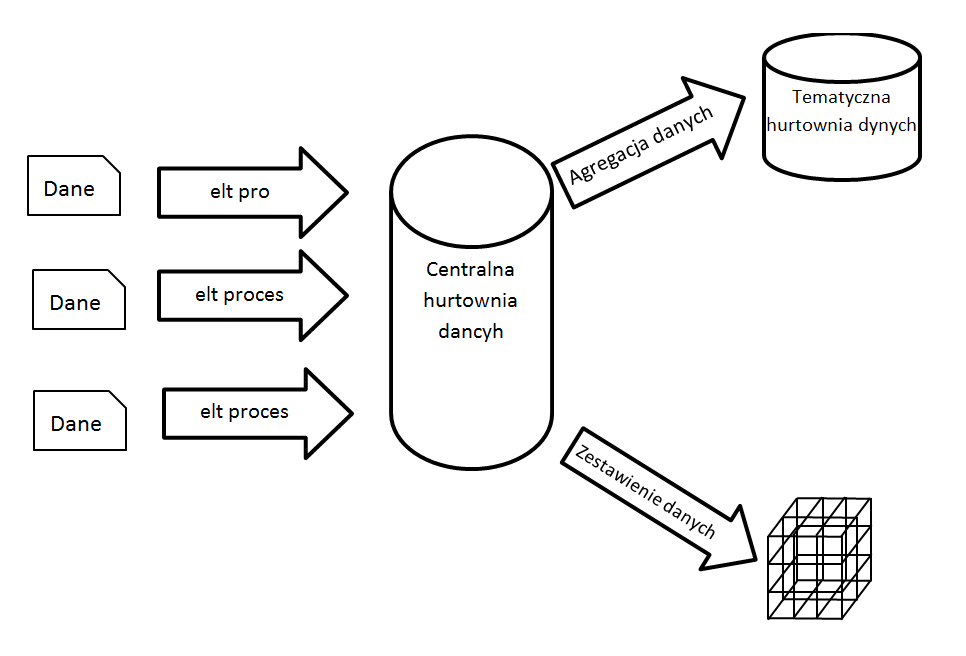 Dane
elt pro
Dane
elt proces
Dane
elt proces
Centralna
hurtownia
dancyh
Agregacja danych
Tematyczna
hurtownia dynych
Zestawienie danych